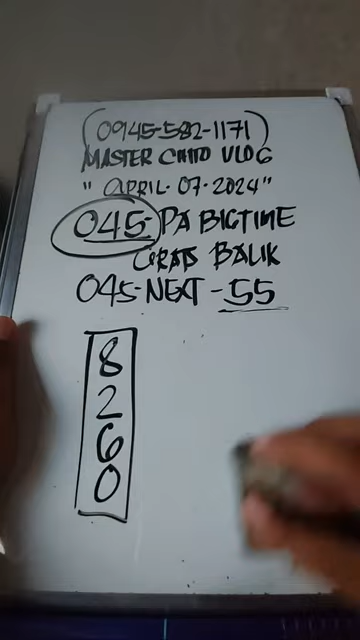 (0945-582-1171)
MASTER CHITO VLOG
"APRIL-07-2024"
045-PA BIGTIME
CORATS BALIK
045-NEXT-55
8
2
6
0